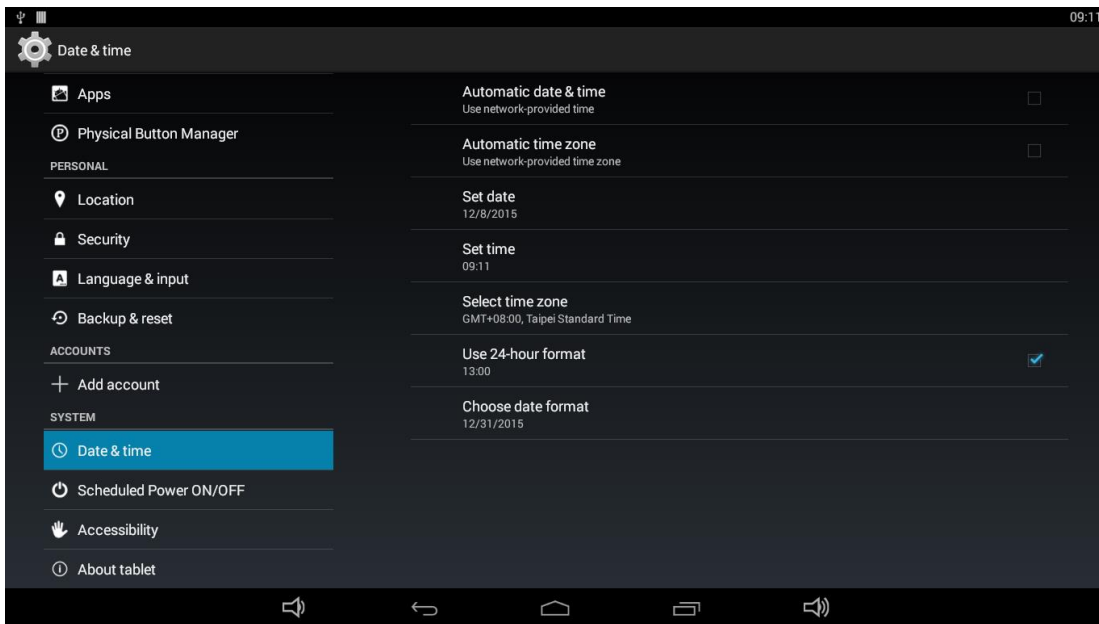 09:11
Date & time
Apps
Physical Button Manager
PERSONAL
Location
Security
Language & input
Backup & reset
ACCOUNTS
Add account
SYSTEM
Date & time
Scheduled Power ON/OFF
Accessibility
About tablet
Automatic date & time
Use network-provided time
Automatic time zone
Use network-provided time zone
Set date
12/8/2015
Set time
09:11
Select time zone
GMT+08:00, Taipei Standard Time
Use 24-hour format
13:00
Choose date format
12/31/2015